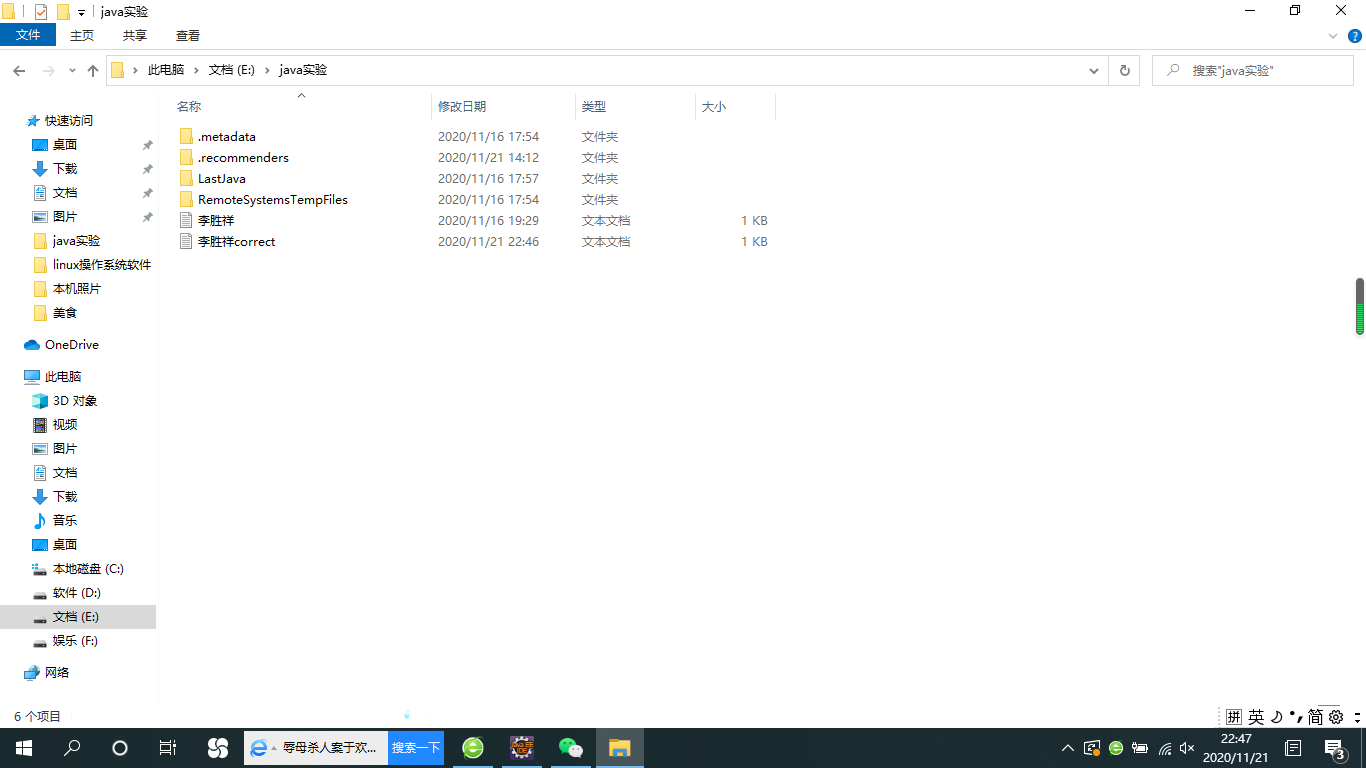 java实验
文件 主页 共享 查看
此电脑 文档 (E:) java实验
搜索"java实验"
名称 修改日期 类型 大小
.metadata 2020/11/16 17:54 文件夹
.recommenders 2020/11/21 14:12 文件夹
LastJava 2020/11/16 17:57 文件夹
RemoteSystemsTempFiles 2020/11/16 17:54 文件夹
李胜祥 2020/11/16 19:29 文本文档 1 KB
李胜祥correct 2020/11/21 22:46 文本文档 1 KB
快速访问
桌面
下载
文档
图片
java实验
linux操作系统软件
本机照片
美食
OneDrive
此电脑
3D 对象
视频
图片
文档
下载
音乐
桌面
本地磁盘 (C:)
软件 (D:)
文档 (E:)
娱乐 (F:)
网络
6 个项目
拼 英 简
辱母杀人案于欢... 搜索一下
22:47
2020/11/21
3